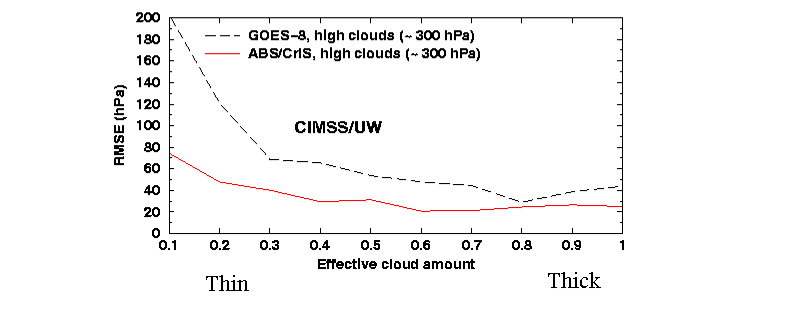 200
180
160
140
120
100
80
60
40
20
0
RMSE (hPa)
GOES-8, high clouds (~ 300 hPa)
ABS/CrIS, high clouds (~ 300 hPa)
CIMSS/UW
0.1 0.2 0.3 0.4 0.5 0.6 0.7 0.8 0.9 1
Effective cloud amount
Thin Thick